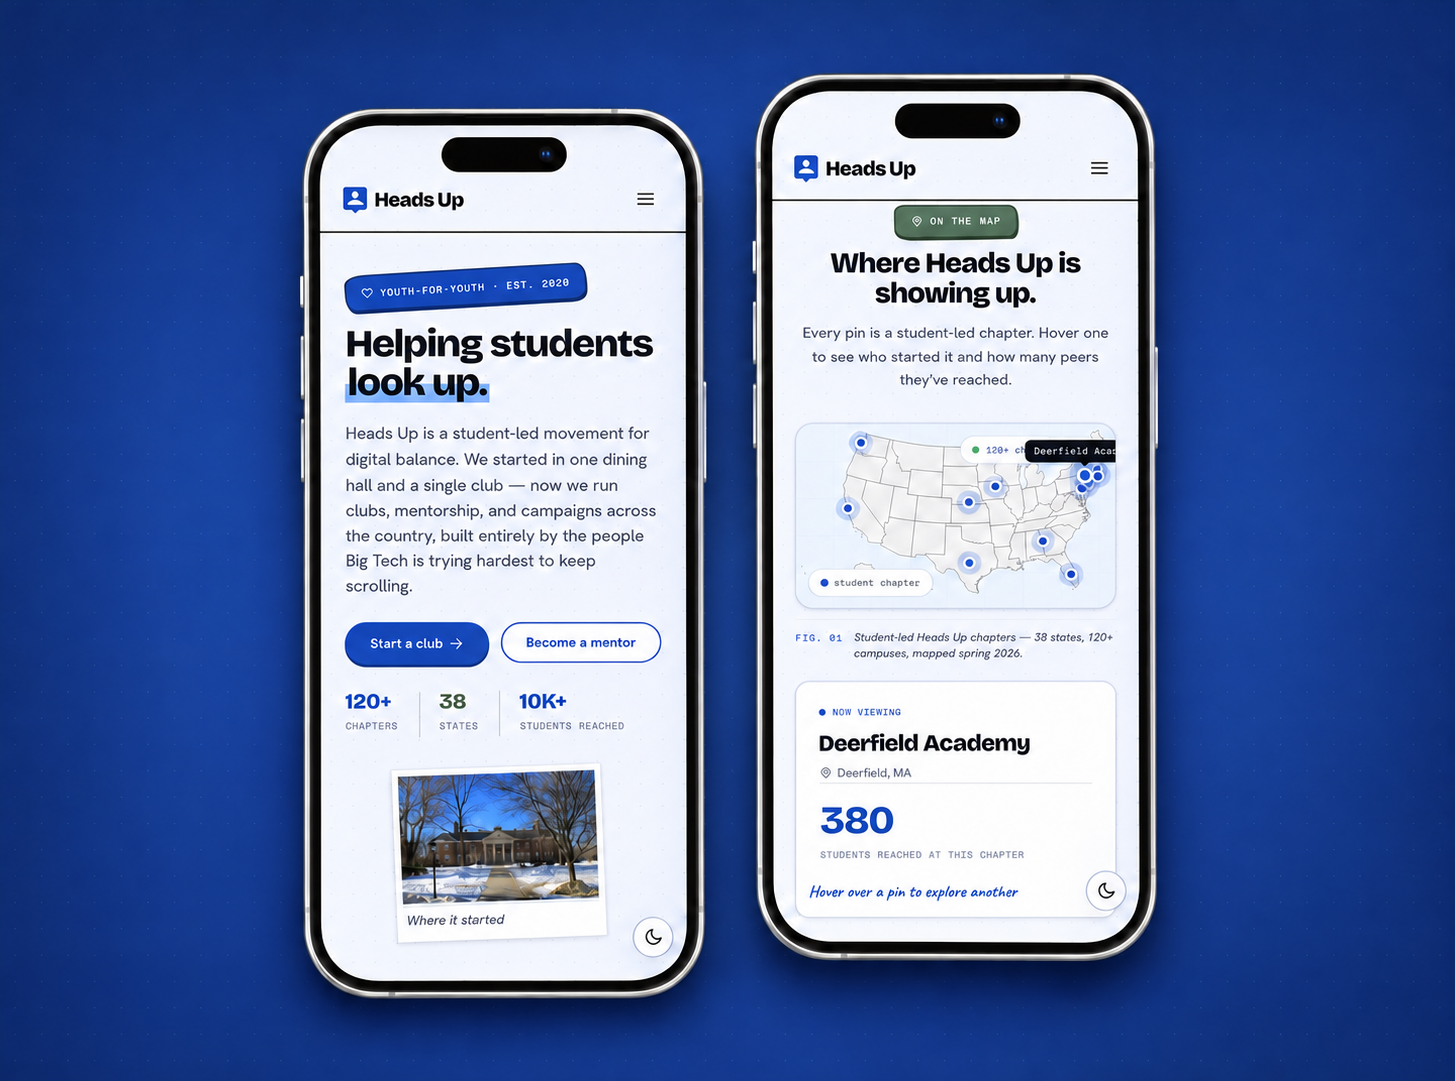 Heads Up
YOUTH-FOR-YOUTH · EST. 2020
Helping students
look up.
Heads Up is a student-led movement for
digital balance. We started in one dining
hall and a single club — now we run
clubs, mentorship, and campaigns across
the country, built entirely by the people
Big Tech is trying hardest to keep
scrolling.
Start a club →
Become a mentor
120+
CHAPTERS
38
STATES
10K+
STUDENTS REACHED
Where it started
Heads Up
ON THE MAP
Where Heads Up is
showing up.
Every pin is a student-led chapter. Hover one
to see who started it and how many peers
they've reached.
120+ ch
Deerfield Aca
student chapter
FIG. 01
Student-led Heads Up chapters — 38 states, 120+
campuses, mapped spring 2026.
NOW VIEWING
Deerfield Academy
Deerfield, MA
380
STUDENTS REACHED AT THIS CHAPTER
Hover over a pin to explore another